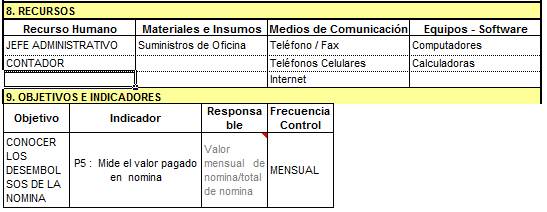 8. RECURSOS
Recurso Humano Materiales e Insumos Medios de Comunicación Equipos - Software
JEFE ADMINISTRATIVO Suministros de Oficina Teléfono / Fax Computadores
CONTADOR Teléfonos Celulares Calculadoras
Internet
9. OBJETIVOS E INDICADORES
Objetivo Indicador Responsa
ble Frecuencia
Control
CONOCER
LOS
DESEMBOL
SOS DE LA
NOMINA
P5 : Mide el valor pagado
en nomina
Valor
mensual de
nomina/total
de nomina
MENSUAL